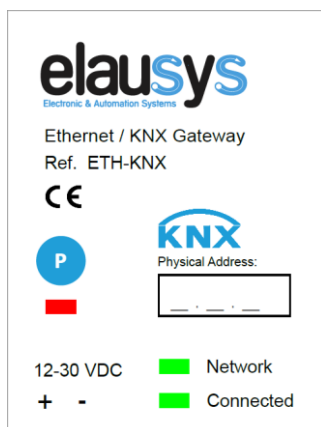 elausys
Electronic & Automation Systems
Ethernet / KNX Gateway
Ref. ETH-KNX
CE
KNX
P
Physical Address:
__ . __ . __
12-30 VDC
Network
+ -
Connected